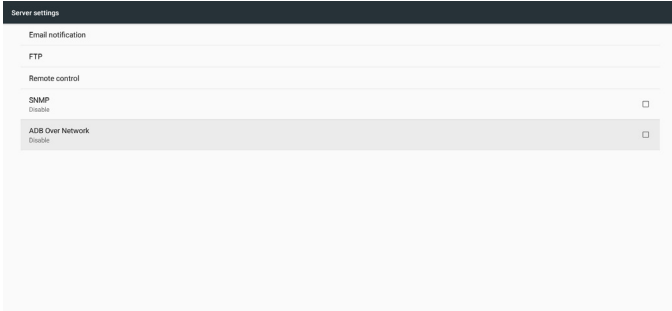 Server settings
Email notification
FTP
Remote control
SNMP
Disable
ADB Over Network
Disable